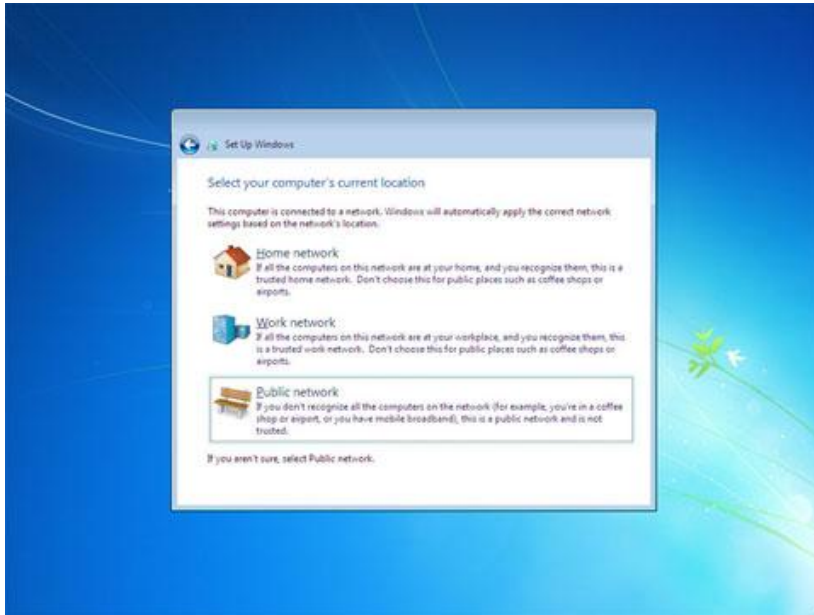 Set Up Windows
Select your computer's current location
This computer is connected to a network. Windows will automatically apply the correct network
settings based on the network's location.
Home network
If all the computers on this network are at your home, and you recognize them, this is a
trusted home network. Don't choose this for public places such as coffee shops or
airports.
Work network
If all the computers on this network are at your workplace, and you recognize them, this
is a trusted work network. Don't choose this for public places such as coffee shops or
airports.
Public network
If you don't recognize all the computers on the network (for example, you're in a coffee
shop or airport, or you have mobile broadband), this is a public network and is not
trusted.
If you aren't sure, select Public network.